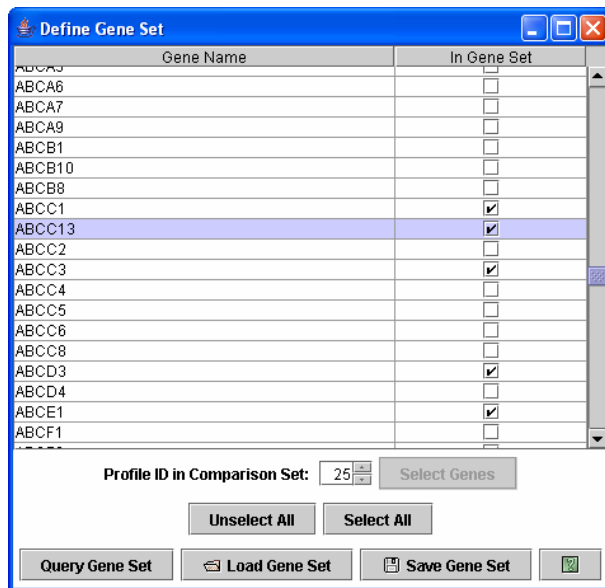 Define Gene Set
Gene Name In Gene Set
ABCA6
ABCA7
ABCA9
ABCB1
ABCB10
ABCB8
ABCC1
ABCC13
ABCC2
ABCC3
ABCC4
ABCC5
ABCC6
ABCC8
ABCD3
ABCD4
ABCE1
ABCF1
Profile ID in Comparison Set: 25 Select Genes
Unselect All Select All
Query Gene Set Load Gene Set Save Gene Set ?